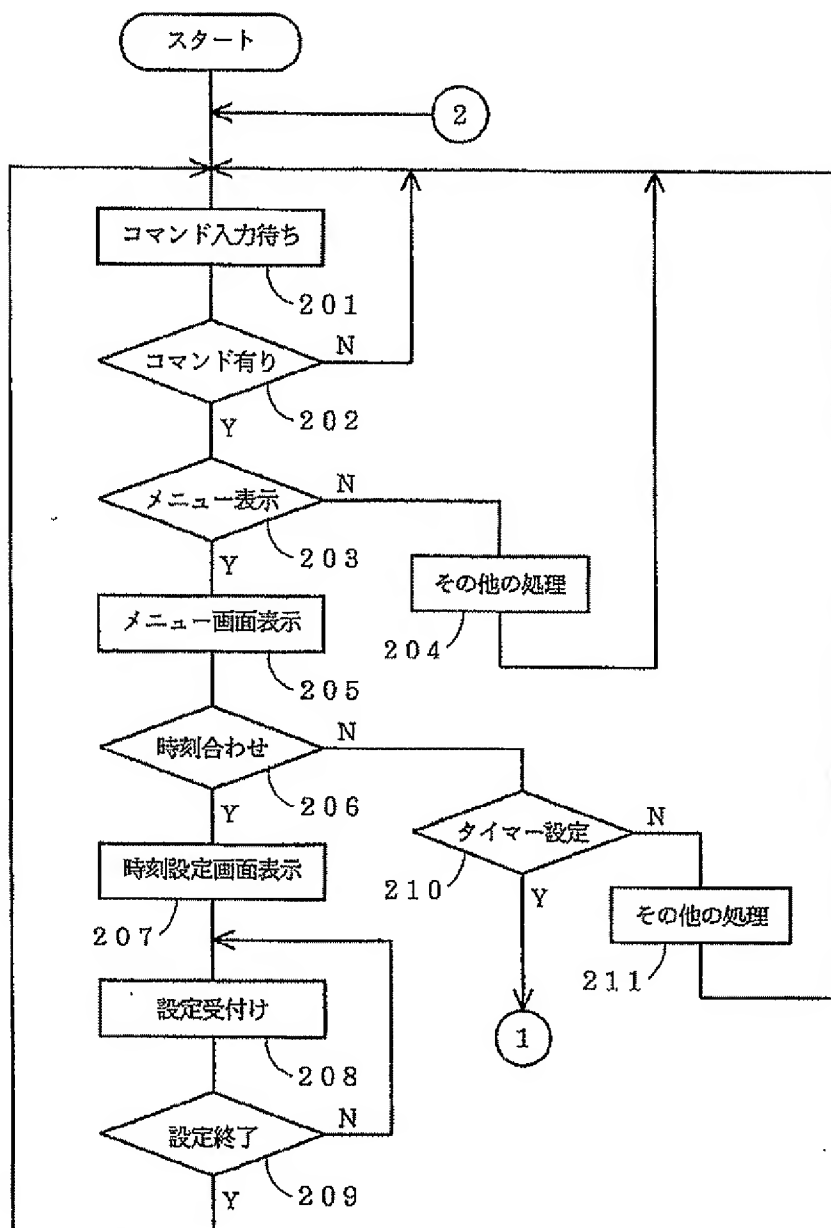 スタート
2
コマンド入力待ち
201
コマンド有り
N
202
Y
メニュー表示
N
203
Y
その他の処理
204
メニュー画面表示
205
時刻合わせ
N
206
Y
タイマー設定
N
210
Y
時刻設定画面表示
207
その他の処理
211
設定受付け
208
1
設定終了
N
209
Y